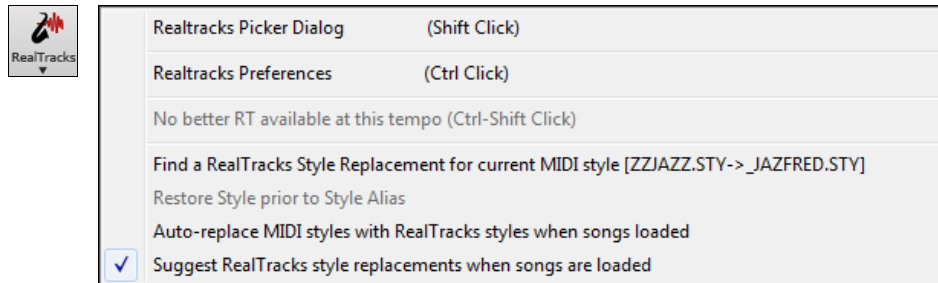 RealTracks
Realtracks Picker Dialog (Shift Click)
Realtracks Preferences (Ctrl Click)
No better RT available at this tempo (Ctrl-Shift Click)
Find a RealTracks Style Replacement for current MIDI style [ZZJAZZ.STY->_JAZFRED.STY]
Restore Style prior to Style Alias
Auto-replace MIDI styles with RealTracks styles when songs loaded
Suggest RealTracks style replacements when songs are loaded